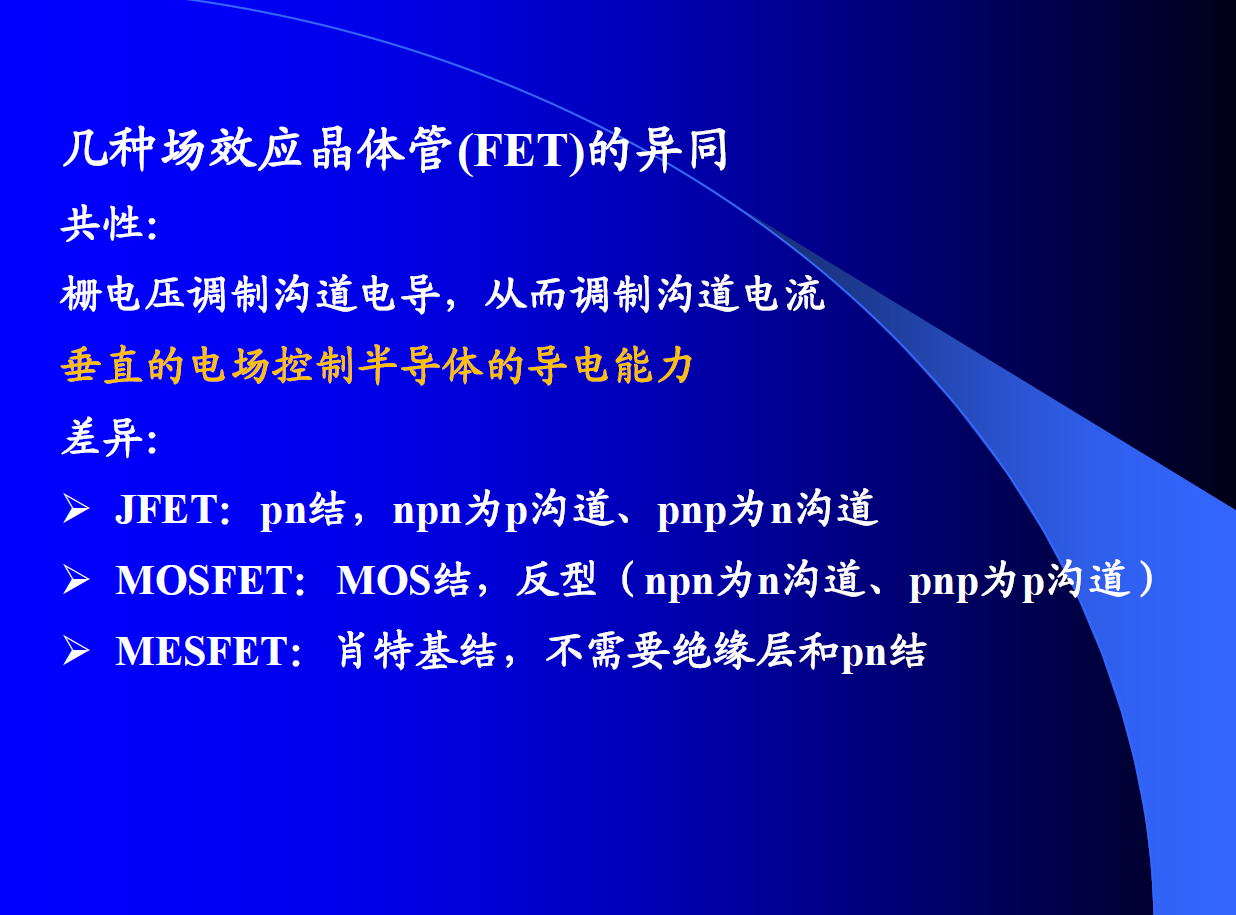 几种场效应晶体管(FET)的异同
共性：
栅电压调制沟道电导，从而调制沟道电流
垂直的电场控制半导体的导电能力
差异：
➢ JFET：pn结，npn为p沟道、pnp为n沟道
➢ MOSFET：MOS结，反型（npn为n沟道、pnp为p沟道）
➢ MESFET：肖特基结，不需要绝缘层和pn结